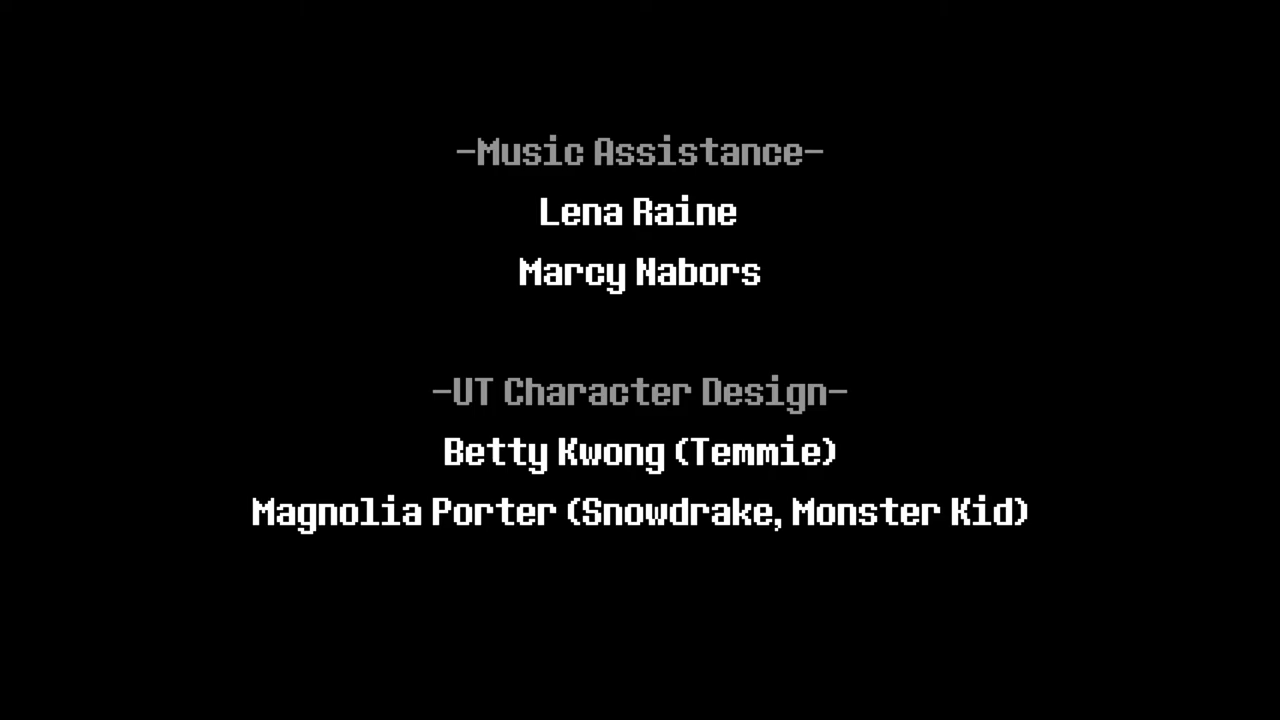 -Music Assistance-
Lena Raine
Marcy Nabors
-UT Character Design-
Betty Kwong (Temmie)
Magnolia Porter (Snowdrake, Monster Kid)